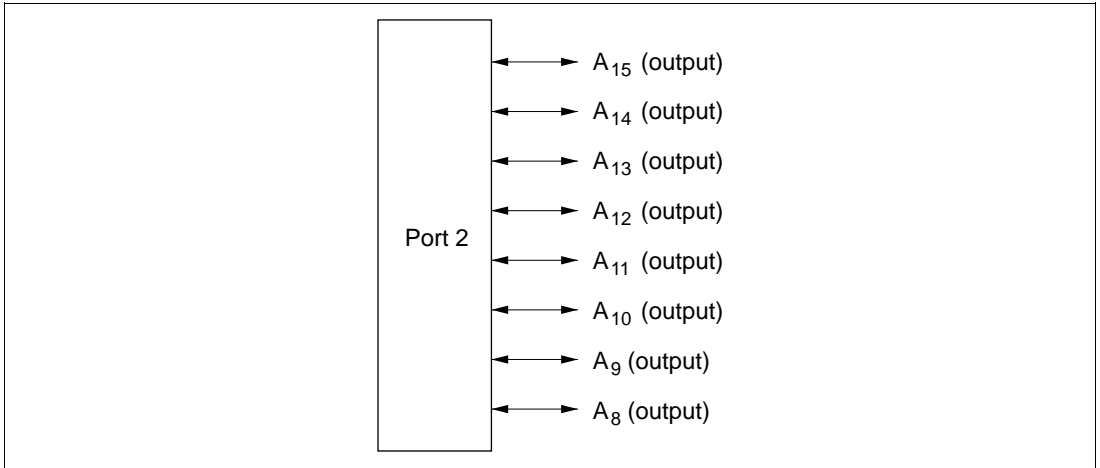 A15 (output)
A14 (output)
A13 (output)
A12 (output)
Port 2
A11 (output)
A10 (output)
A9 (output)
A8 (output)